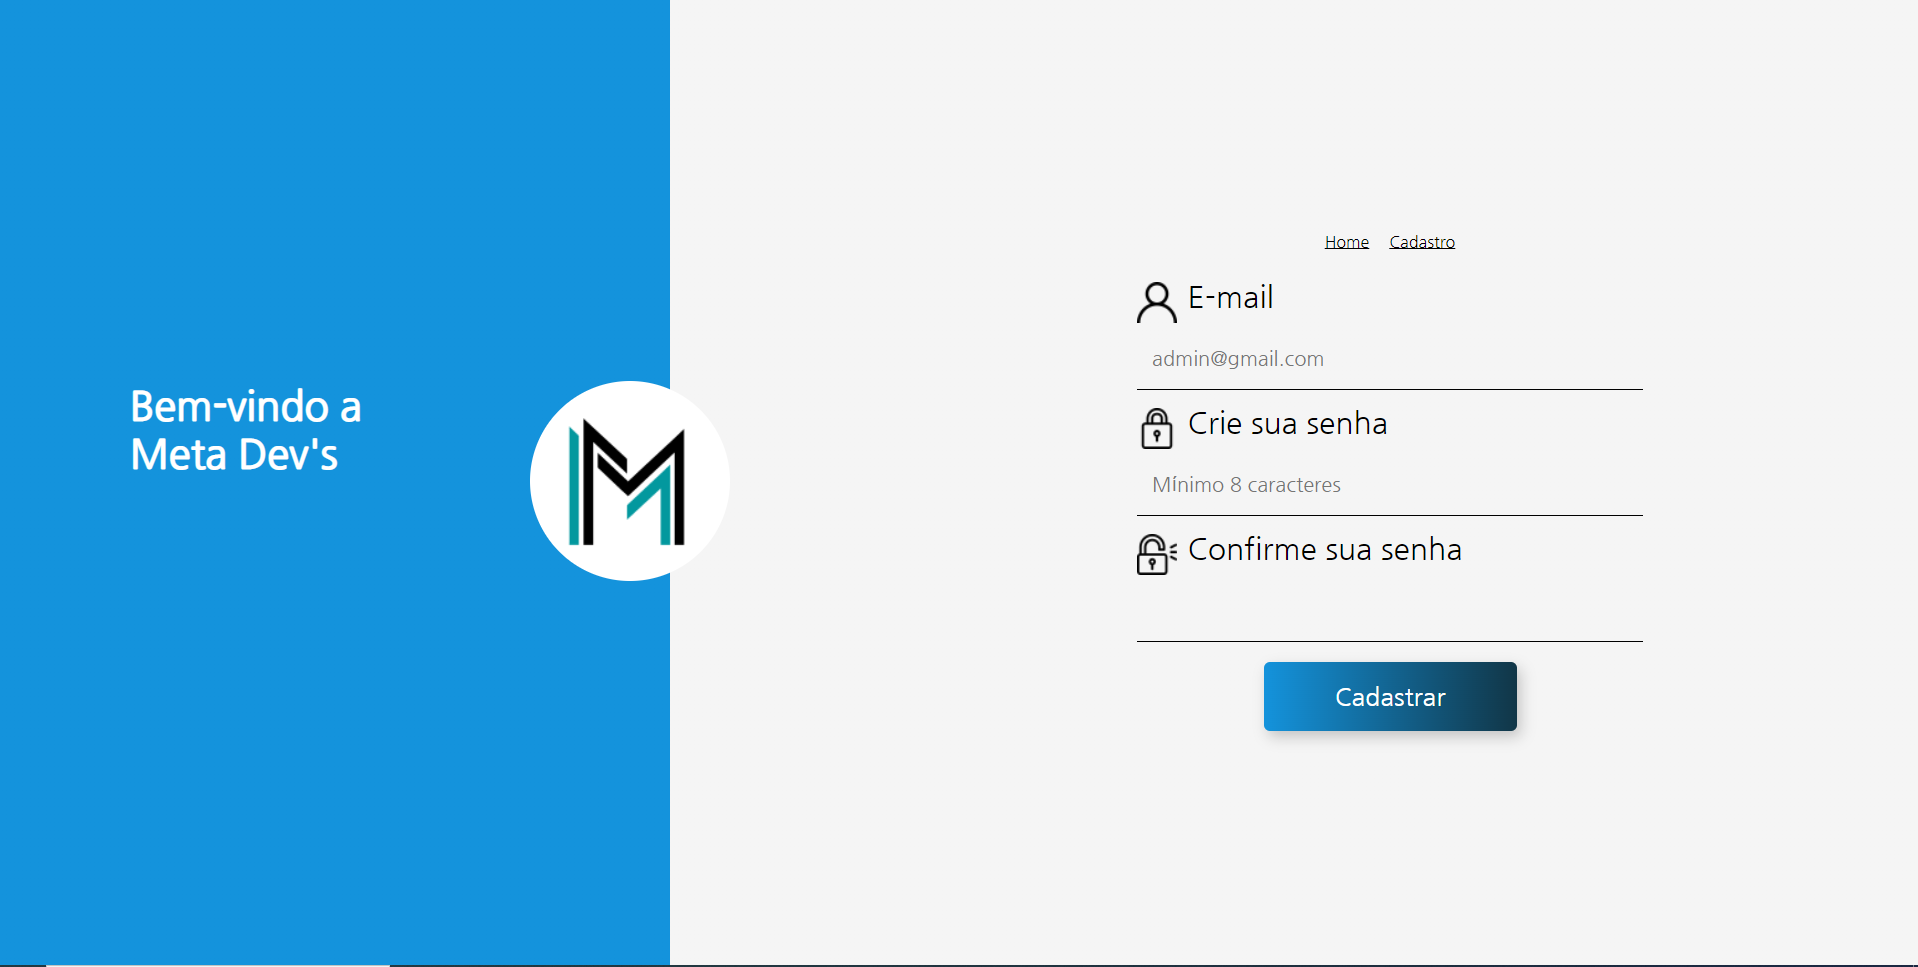 Bem-vindo a
Meta Dev's
Home Cadastro
E-mail
admin@gmail.com
Crie sua senha
Mínimo 8 caracteres
Confirme sua senha
Cadastrar